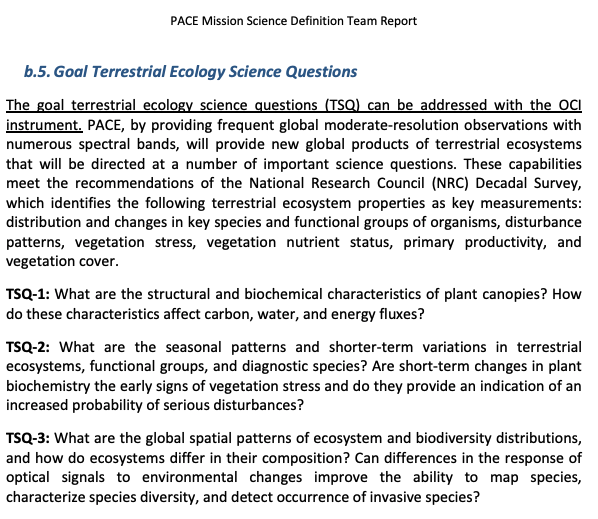 PACE Mission Science Definition Team Report
b.5. Goal Terrestrial Ecology Science Questions
The goal terrestrial ecology science questions (TSQ) can be addressed with the OCI
instrument. PACE, by providing frequent global moderate-resolution observations with
numerous spectral bands, will provide new global products of terrestrial ecosystems
that will be directed at a number of important science questions. These capabilities
meet the recommendations of the National Research Council (NRC) Decadal Survey,
which identifies the following terrestrial ecosystem properties as key measurements:
distribution and changes in key species and functional groups of organisms, disturbance
patterns, vegetation stress, vegetation nutrient status, primary productivity, and
vegetation cover.
TSQ-1: What are the structural and biochemical characteristics of plant canopies? How
do these characteristics affect carbon, water, and energy fluxes?
TSQ-2: What are the seasonal patterns and shorter-term variations in terrestrial
ecosystems, functional groups, and diagnostic species? Are short-term changes in plant
biochemistry the early signs of vegetation stress and do they provide an indication of an
increased probability of serious disturbances?
TSQ-3: What are the global spatial patterns of ecosystem and biodiversity distributions,
and how do ecosystems differ in their composition? Can differences in the response of
optical signals to environmental changes improve the ability to map species,
characterize species diversity, and detect occurrence of invasive species?